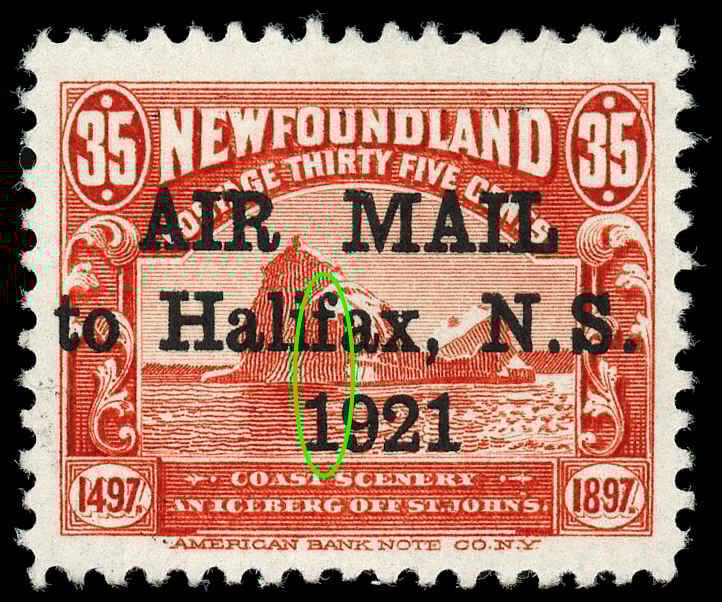 35 NEWFOUNDLAND 35
POSTAGE THIRTY FIVE CENTS
AIR MAIL
to Halifax, N.S.
1921
1497. COAST SCENERY 1897.
AN ICEBERG OFF ST. JOHN'S.
AMERICAN BANK NOTE CO. N.Y.